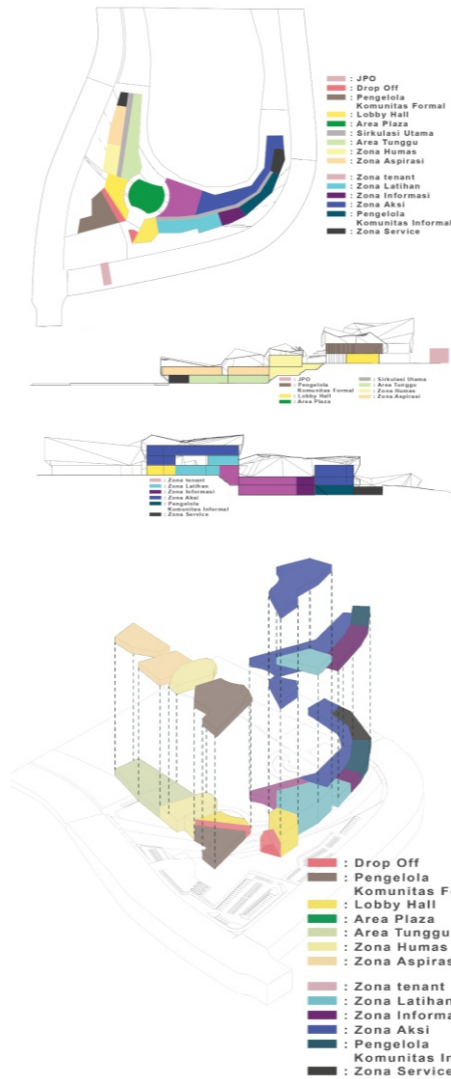 : JPO
: Drop Off
: Pengelola
Komunitas Formal
: Lobby Hall
: Area Plaza
: Sirkulasi Utama
: Area Tunggu
: Zona Humas
: Zona Aspirasi
: Zona tenant
: Zona Latihan
: Zona Informasi
: Zona Aksi
: Pengelola
Komunitas Informal
: Zona Service
: JPO
: Pengelola
Komunitas Formal
: Lobby Hall
: Area Plaza
: Sirkulasi Utama
: Area Tunggu
: Zona Humas
: Zona Aspirasi
: Zona tenant
: Zona Latihan
: Zona Informasi
: Zona Aksi
: Pengelola
Komunitas Informal
: Zona Service
: Drop Off
: Pengelola
Komunitas Fo
: Lobby Hall
: Area Plaza
: Area Tunggu
: Zona Humas
: Zona Aspiras
: Zona tenant
: Zona Latihan
: Zona Informa
: Zona Aksi
: Pengelola
Komunitas In
: Zona Service